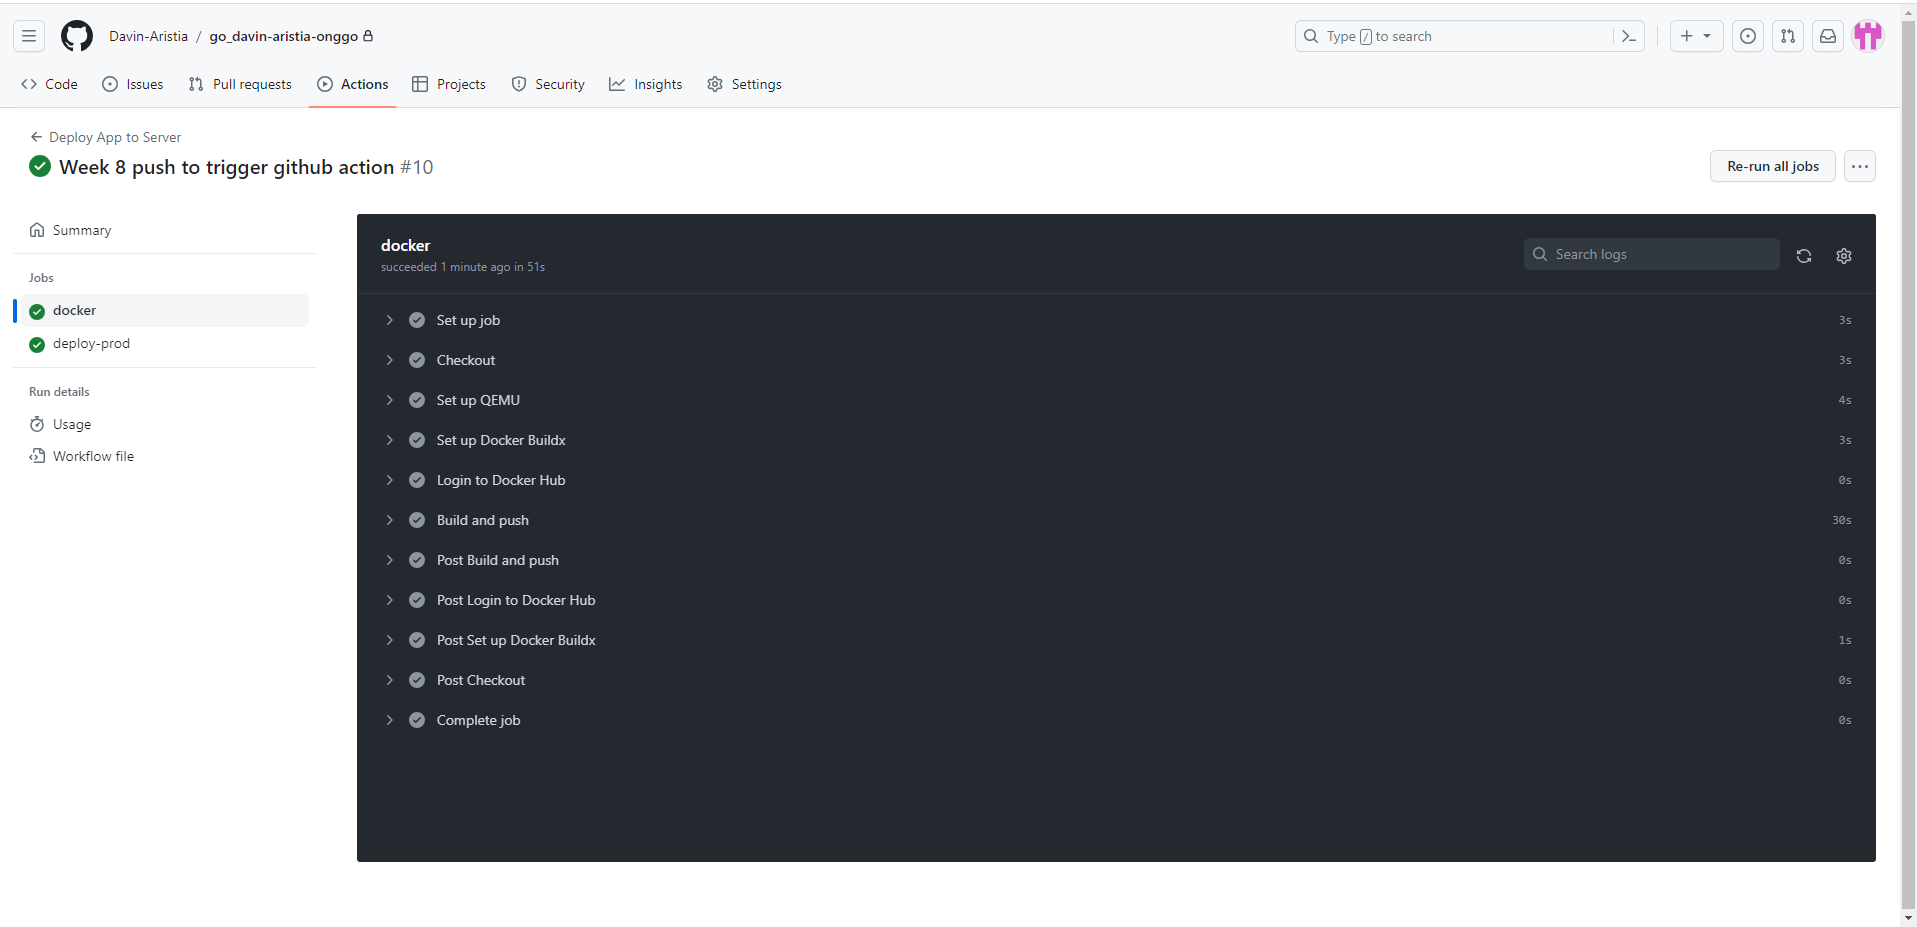 Davin-Aristia / go_davin-aristia-onggo
Type / to search
Code Issues Pull requests Actions Projects Security Insights Settings
Deploy App to Server
Week 8 push to trigger github action #10
Re-run all jobs
Summary
Jobs
docker
deploy-prod
Run details
Usage
Workflow file
docker
succeeded 1 minute ago in 51s
Search logs
Set up job 3s
Checkout 3s
Set up QEMU 4s
Set up Docker Buildx 3s
Login to Docker Hub 0s
Build and push 30s
Post Build and push 0s
Post Login to Docker Hub 0s
Post Set up Docker Buildx 1s
Post Checkout 0s
Complete job 0s